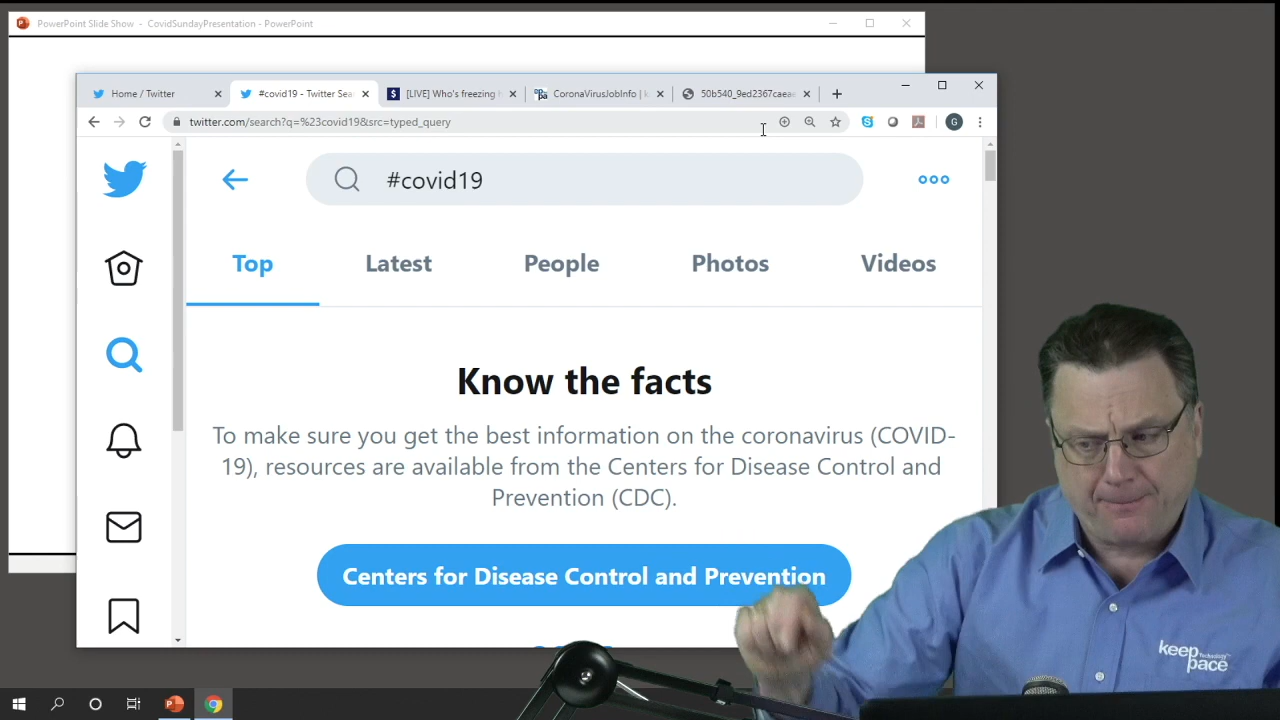 PowerPoint Slide Show - CovidSundayPresentation - PowerPoint
Home / Twitter
#covid19 - Twitter Sea
[LIVE] Who's freezing h
CoronaVirusJobInfo | k
50b540_9ed2367caeae
twitter.com/search?q=%23covid19&src=typed_query
G
#covid19
Top Latest People Photos Videos
Know the facts
To make sure you get the best information on the coronavirus (COVID-
19), resources are available from the Centers for Disease Control and
Prevention (CDC).
Centers for Disease Control and Prevention
keep Technology
pace